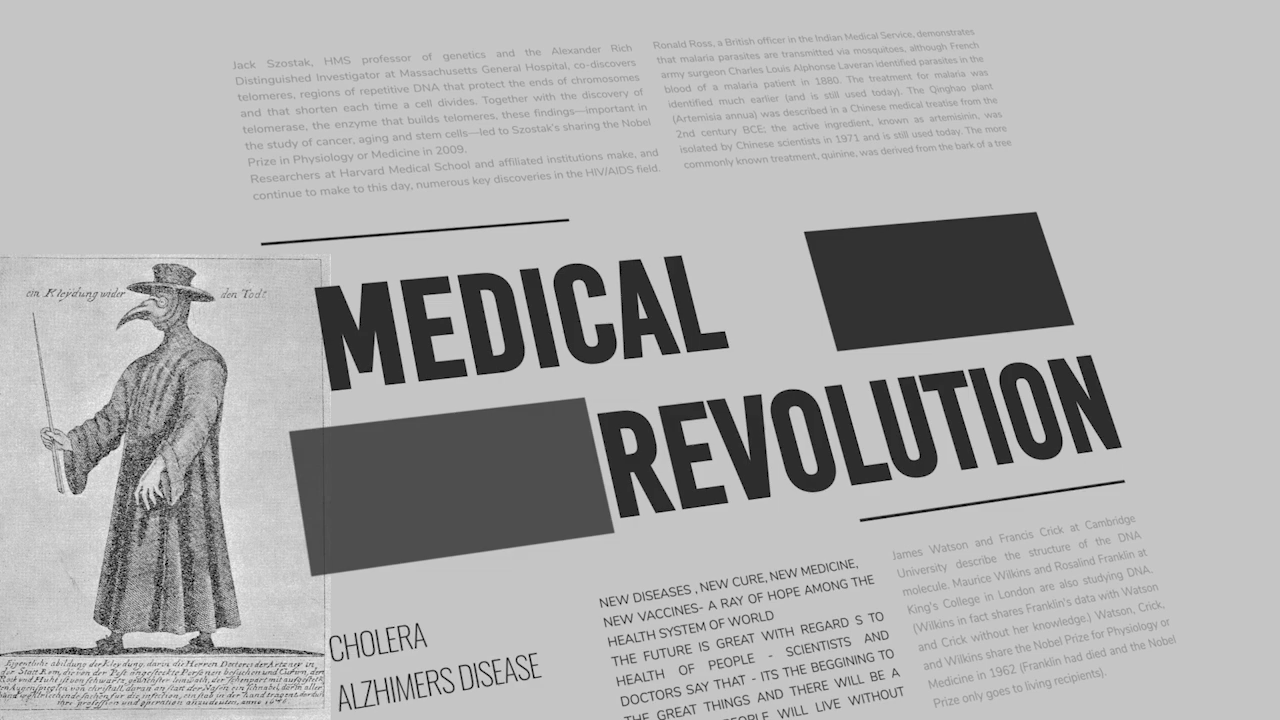 Jack Szostak, HMS professor of genetics and the Alexander Rich
Distinguished Investigator at Massachusetts General Hospital, co-discovers
telomeres, regions of repetitive DNA that protect the ends of chromosomes
and that shorten each time a cell divides. Together with the discovery of
telomerase, the enzyme that builds telomeres, these findings—important in
the study of cancer, aging and stem cells—led to Szostak's sharing the Nobel
Prize in Physiology or Medicine in 2009.
Researchers at Harvard Medical School and affiliated institutions make, and
continue to make to this day, numerous key discoveries in the HIV/AIDS field.
Ronald Ross, a British officer in the Indian Medical Service, demonstrates
that malaria parasites are transmitted via mosquitoes, although French
army surgeon Charles Louis Alphonse Laveran identified parasites in the
blood of a malaria patient in 1880. The treatment for malaria was
identified much earlier (and is still used today). The Qinghao plant
(Artemisia annua) was described in a Chinese medical treatise from the
2nd century BCE; the active ingredient, known as artemisinin, was
isolated by Chinese scientists in 1971 and is still used today. The more
commonly known treatment, quinine, was derived from the bark of a tree
MEDICAL
REVOLUTION
ein Kleydung wider den Todt
CHOLERA
ALZHIMERS DISEASE
NEW DISEASES , NEW CURE, NEW MEDICINE,
NEW VACCINES- A RAY OF HOPE AMONG THE
HEALTH SYSTEM OF WORLD
THE FUTURE IS GREAT WITH REGARD S TO
HEALTH OF PEOPLE - SCIENTISTS AND
DOCTORS SAY THAT - ITS THE BEGGINING TO
THE GREAT THINGS AND THERE WILL BE A
PEOPLE WILL LIVE WITHOUT
James Watson and Francis Crick at Cambridge
University describe the structure of the DNA
molecule. Maurice Wilkins and Rosalind Franklin at
King's College in London are also studying DNA.
(Wilkins in fact shares Franklin's data with Watson
and Crick without her knowledge.) Watson, Crick,
and Wilkins share the Nobel Prize for Physiology or
Medicine in 1962 (Franklin had died and the Nobel
Prize only goes to living recipients).